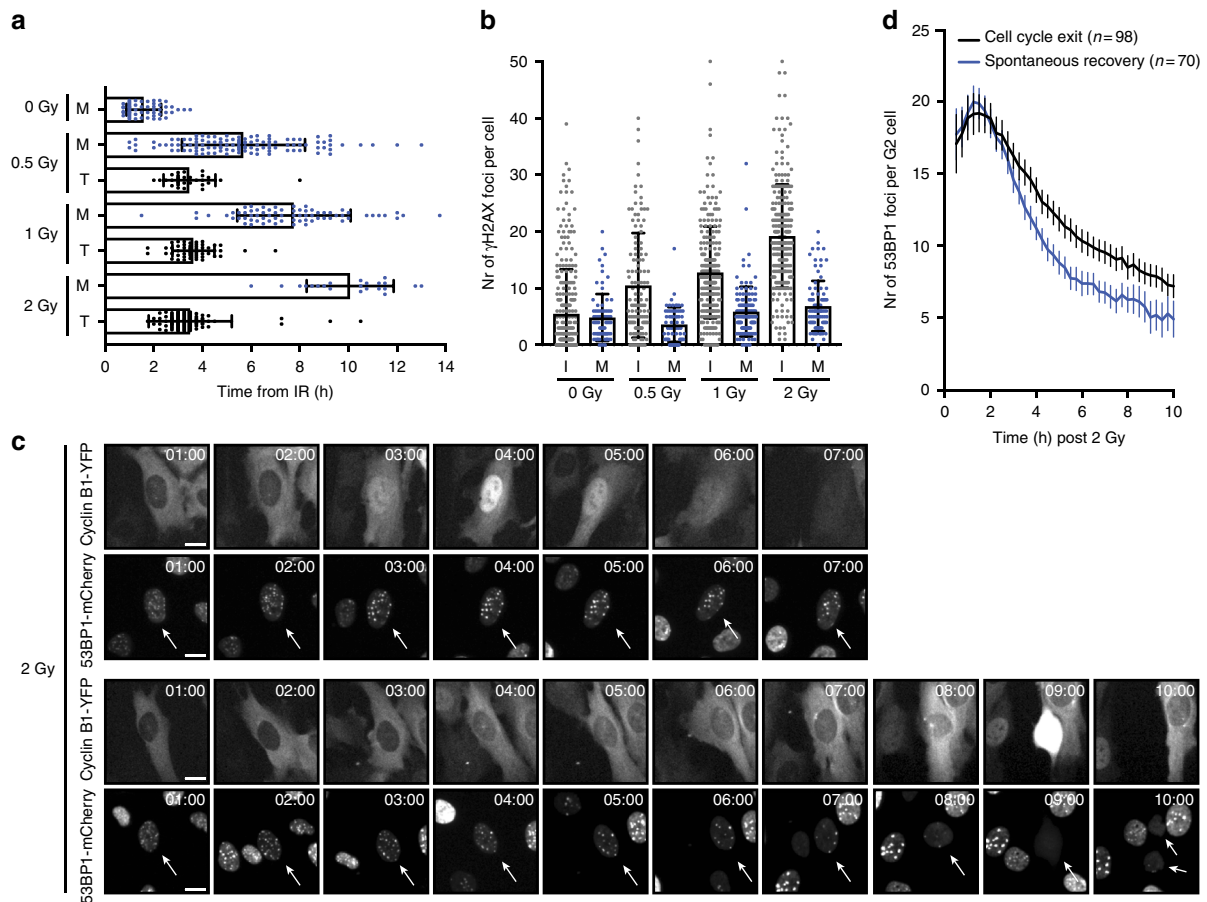 a
0 Gy
M
0.5 Gy
M
T
1 Gy
M
T
2 Gy
M
T
0 2 4 6 8 10 12 14
Time from IR (h)
b
Nr of γH2AX foci per cell
50
40
30
20
10
0
I M I M I M I M
0 Gy 0.5 Gy 1 Gy 2 Gy
d
Nr of 53BP1 foci per G2 cell
25
20
15
10
5
0
Cell cycle exit (n=98)
Spontaneous recovery (n=70)
0 2 4 6 8 10
Time (h) post 2 Gy
c
2 Gy
Cyclin B1-YFP
01:00 02:00 03:00 04:00 05:00 06:00 07:00
53BP1-mCherry
01:00 02:00 03:00 04:00 05:00 06:00 07:00
Cyclin B1-YFP
01:00 02:00 03:00 04:00 05:00 06:00 07:00 08:00 09:00 10:00
53BP1-mCherry
01:00 02:00 03:00 04:00 05:00 06:00 07:00 08:00 09:00 10:00